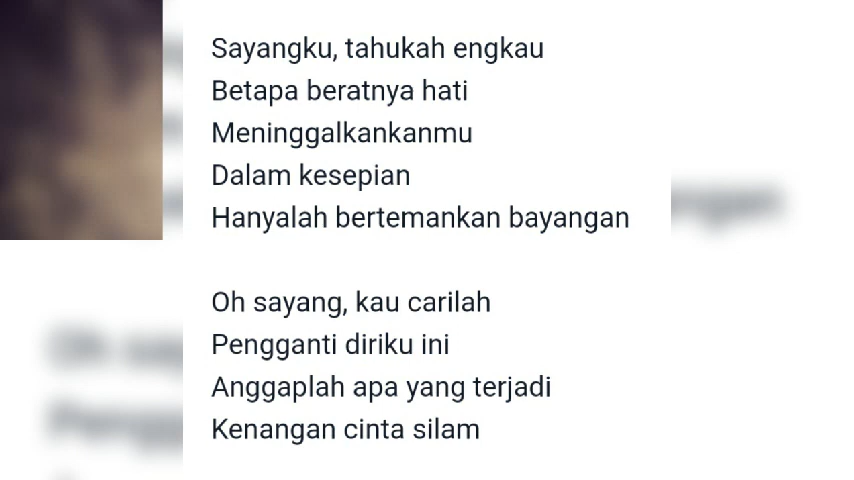 Sayangku, tahukah engkau
Betapa beratnya hati
Meninggalkankanmu
Dalam kesepian
Hanyalah bertemankan bayangan
Oh sayang, kau carilah
Pengganti diriku ini
Anggaplah apa yang terjadi
Kenangan cinta silam